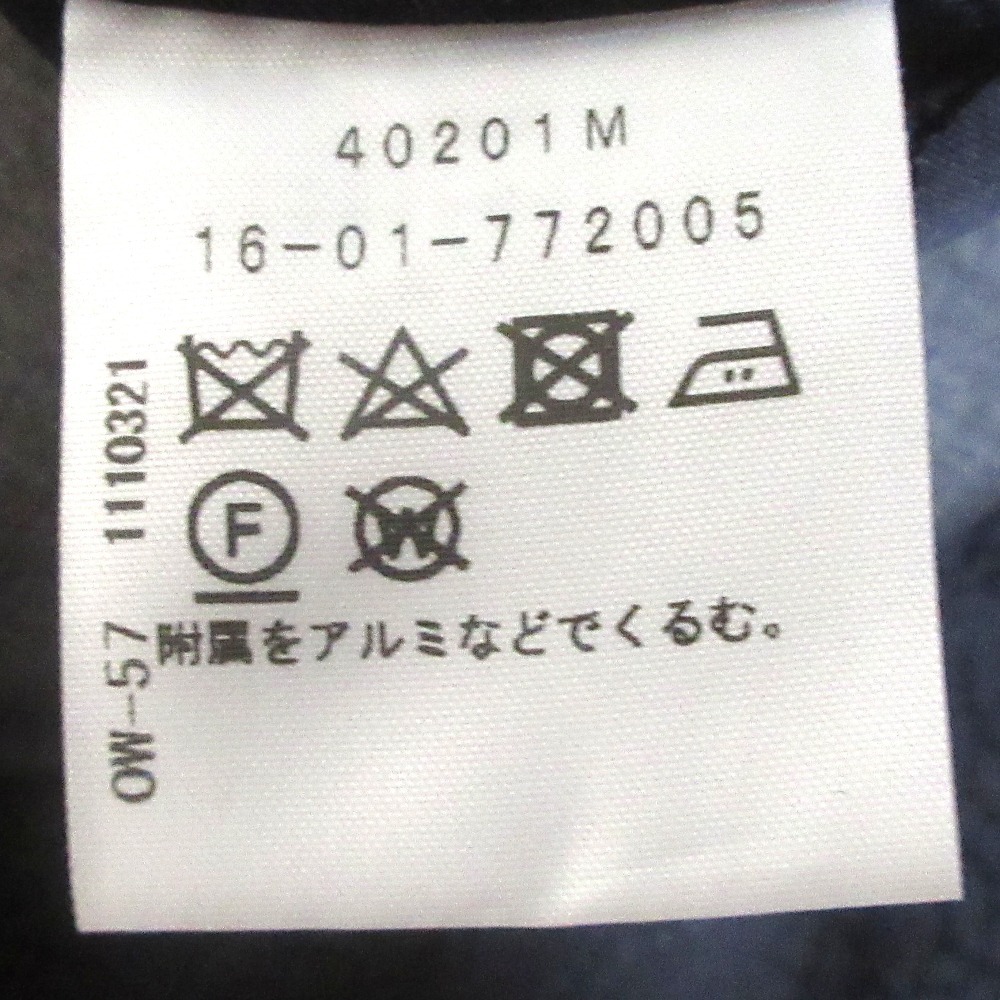 40201M
16-01-772005
F
W
附属をアルミなどでくるむ。
OW-57 1110321